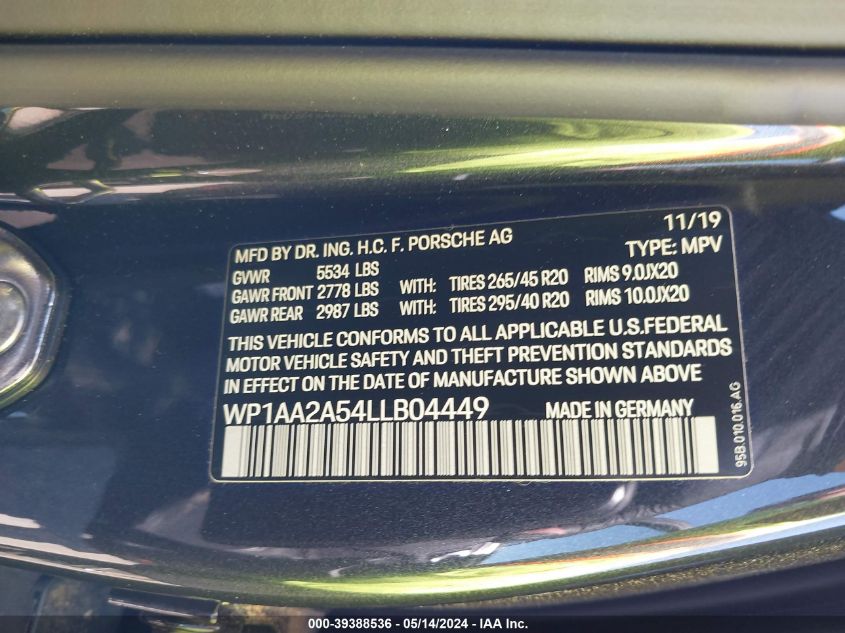 11/19
MFD BY DR. ING. H.C. F. PORSCHE AG TYPE: MPV
GVWR 5534 LBS
GAWR FRONT 2778 LBS WITH: TIRES 265/45 R20 RIMS 9.0JX20
GAWR REAR 2987 LBS WITH: TIRES 295/40 R20 RIMS 10.0JX20
THIS VEHICLE CONFORMS TO ALL APPLICABLE U.S.FEDERAL
MOTOR VEHICLE SAFETY AND THEFT PREVENTION STANDARDS
IN EFFECT ON THE DATE OF MANUFACTURE SHOWN ABOVE
WP1AA2A54LLB04449 MADE IN GERMANY
95B.010.016.AG
000-39388536 - 05/14/2024 - IAA Inc.